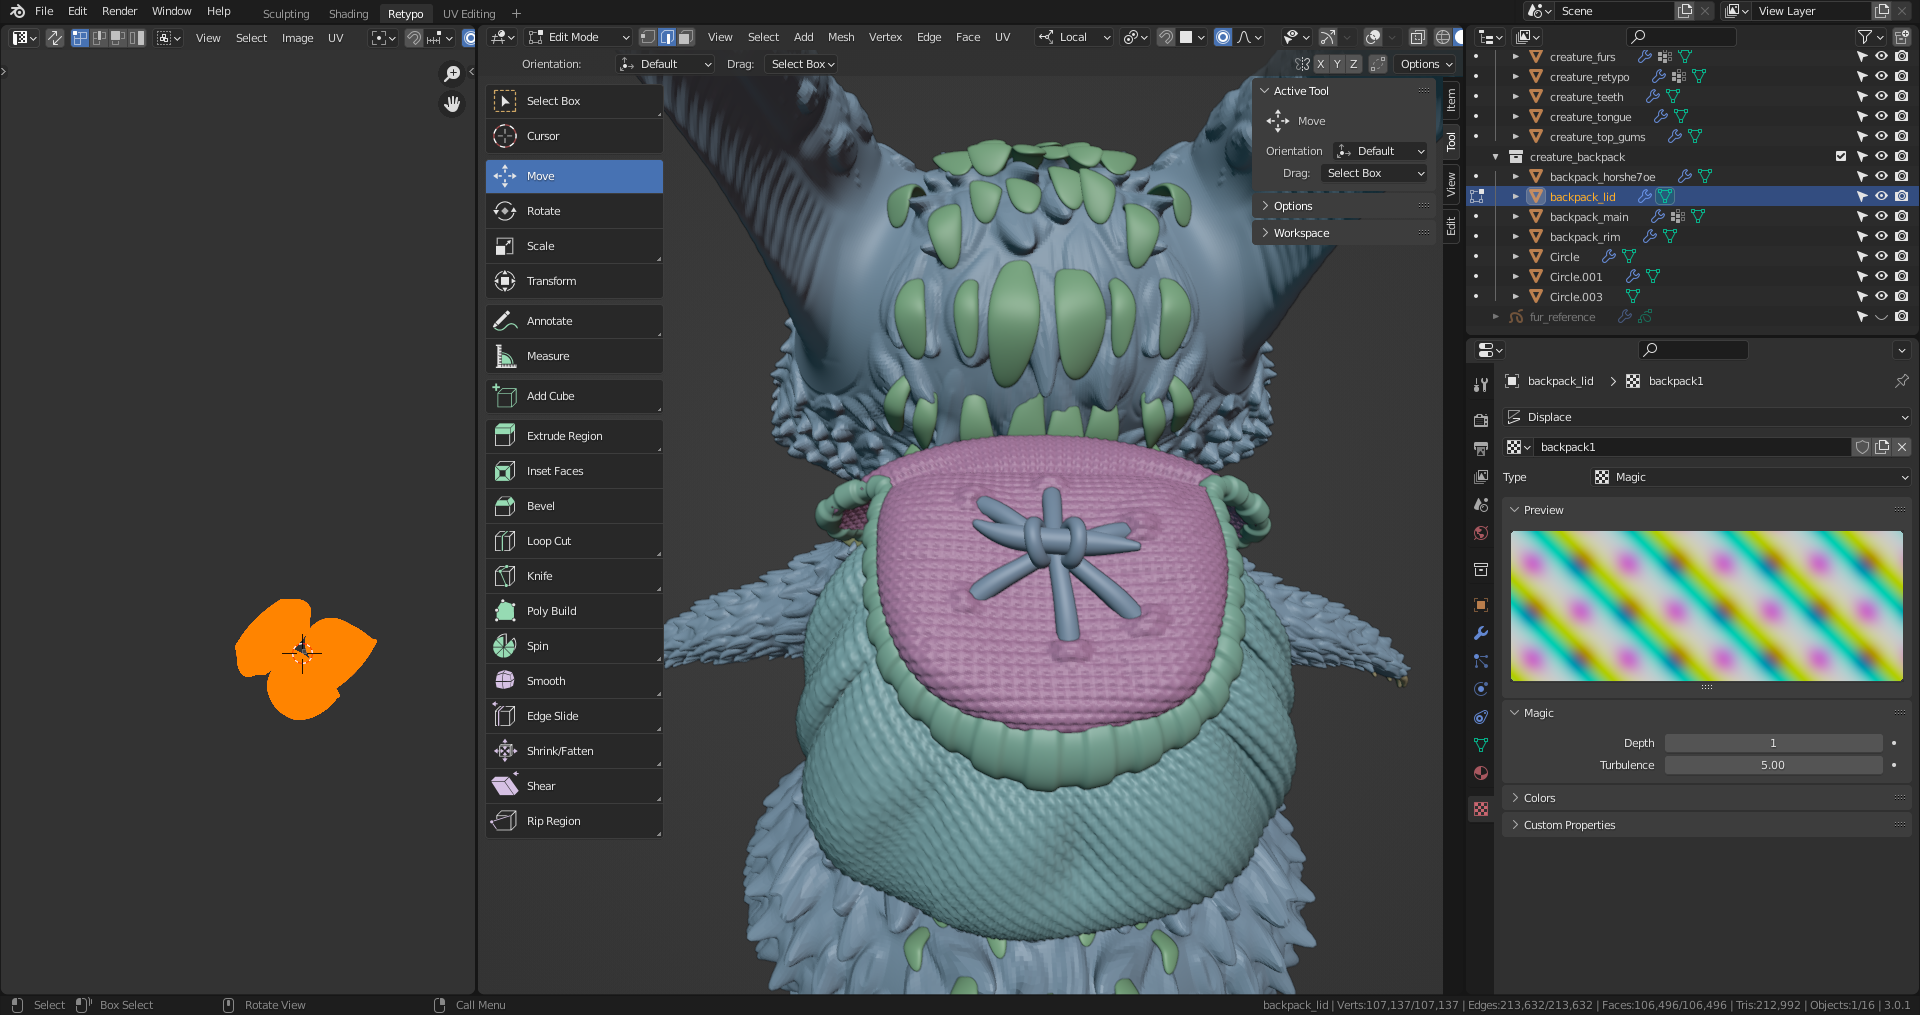 File Edit Render Window Help Sculpting Shading Retypo UV Editing + Scene View Layer
View Select Image UV Edit Mode View Select Add Mesh Vertex Edge Face UV Local
Orientation: Default Drag: Select Box X Y Z Options
Select Box
Cursor
Move
Rotate
Scale
Transform
Annotate
Measure
Add Cube
Extrude Region
Inset Faces
Bevel
Loop Cut
Knife
Poly Build
Spin
Smooth
Edge Slide
Shrink/Fatten
Shear
Rip Region
Active Tool
Move
Orientation Default
Drag: Select Box
Options
Workspace
Item
Tool
View
Edit
creature_furs
creature_retypo
creature_teeth
creature_tongue
creature_top_gums
creature_backpack
backpack_horshe7oe
backpack_lid
backpack_main
backpack_rim
Circle
Circle.001
Circle.003
fur_reference
backpack_lid > backpack1
Displace
backpack1
Type Magic
Preview
Magic
Depth 1
Turbulence 5.00
Colors
Custom Properties
Select Box Select Rotate View Call Menu backpack_lid | Verts:107,137/107,137 | Edges:213,632/213,632 | Faces:106,496/106,496 | Tris:212,992 | Objects:1/16 | 3.0.1